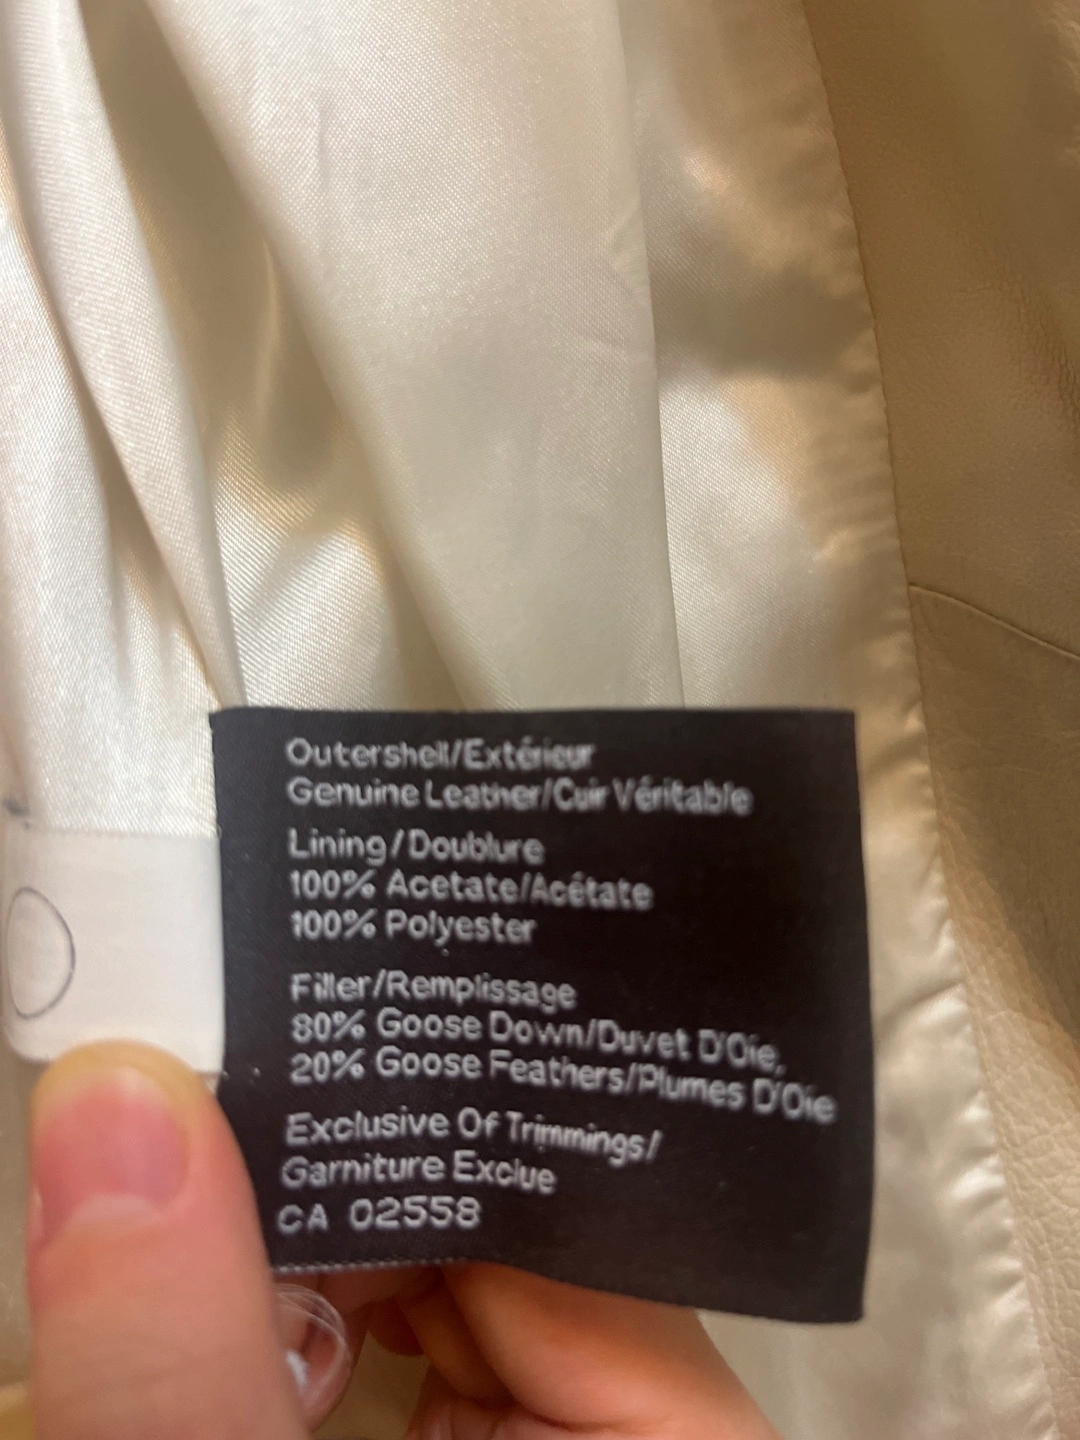 Outershell/Extérieur
Genuine Leather/Cuir Véritable
Lining/Doublure
100% Acetate/Acétate
100% Polyester
Filler/Remplissage
80% Goose Down/Duvet D'Oie,
20% Goose Feathers/Plumes D'Oie
Exclusive Of Trimmings/
Garniture Exclue
CA 02558